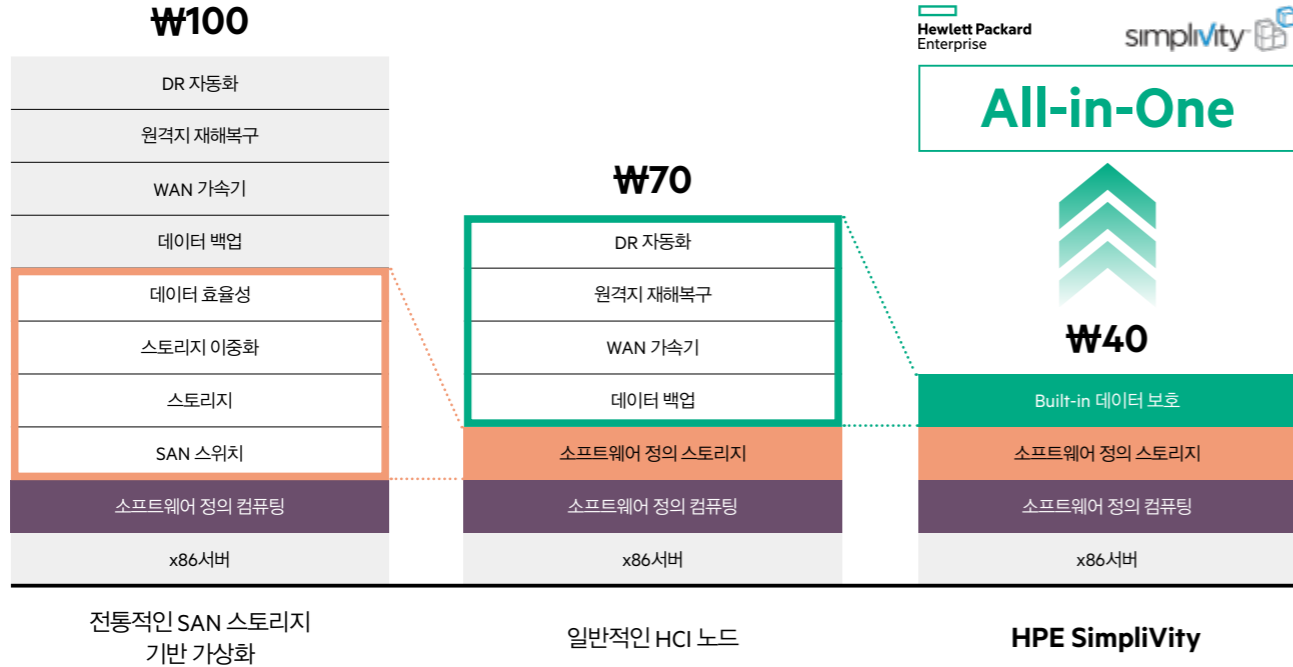 ₩100
DR 자동화
원격지 재해복구
WAN 가속기
데이터 백업
데이터 효율성
스토리지 이중화
스토리지
SAN 스위치
소프트웨어 정의 컴퓨팅
x86서버
전통적인 SAN 스토리지
기반 가상화
₩70
DR 자동화
원격지 재해복구
WAN 가속기
데이터 백업
소프트웨어 정의 스토리지
소프트웨어 정의 컴퓨팅
x86서버
일반적인 HCI 노드
Hewlett Packard
Enterprise
simplivity
All-in-One
₩40
Built-in 데이터 보호
소프트웨어 정의 스토리지
소프트웨어 정의 컴퓨팅
x86서버
HPE SimpliVity